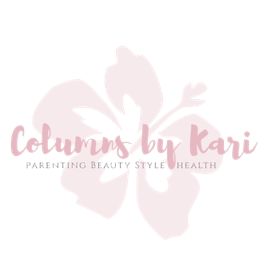 Columns by Kari
PARENTING BEAUTY STYLE HEALTH